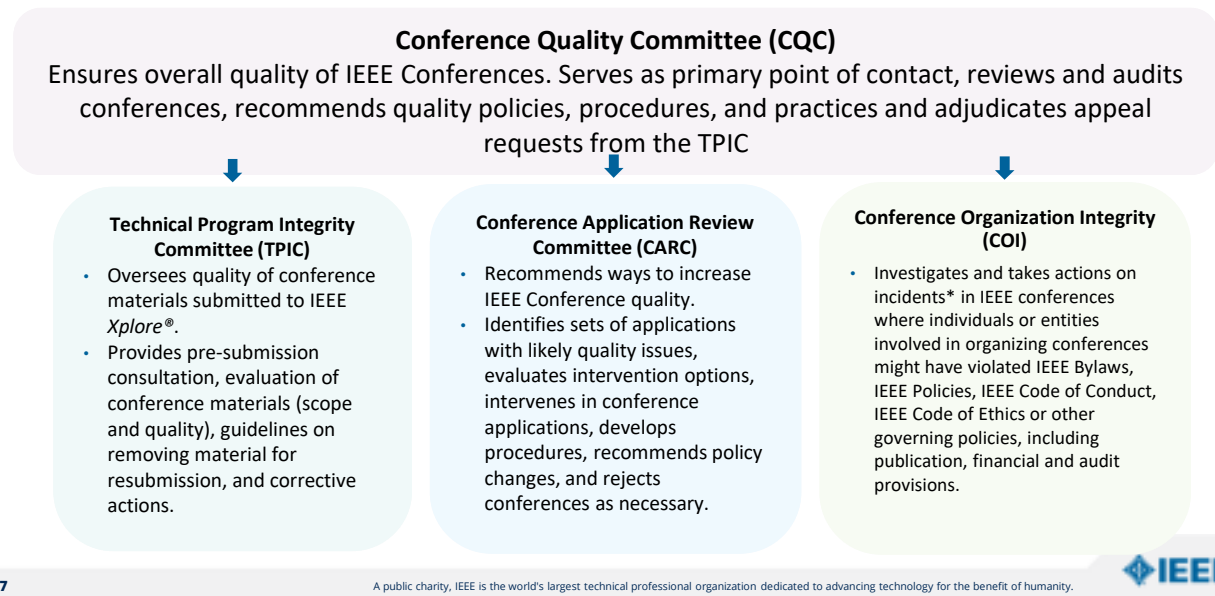 Conference Quality Committee (CQC)
Ensures overall quality of IEEE Conferences. Serves as primary point of contact, reviews and audits
conferences, recommends quality policies, procedures, and practices and adjudicates appeal
requests from the TPIC
Technical Program Integrity
Committee (TPIC)
• Oversees quality of conference
materials submitted to IEEE
Xplore®.
• Provides pre-submission
consultation, evaluation of
conference materials (scope
and quality), guidelines on
removing material for
resubmission, and corrective
actions.
Conference Application Review
Committee (CARC)
• Recommends ways to increase
IEEE Conference quality.
• Identifies sets of applications
with likely quality issues,
evaluates intervention options,
intervenes in conference
applications, develops
procedures, recommends policy
changes, and rejects
conferences as necessary.
Conference Organization Integrity
(COI)
• Investigates and takes actions on
incidents* in IEEE conferences
where individuals or entities
involved in organizing conferences
might have violated IEEE Bylaws,
IEEE Policies, IEEE Code of Conduct,
IEEE Code of Ethics or other
governing policies, including
publication, financial and audit
provisions.
7
A public charity, IEEE is the world's largest technical professional organization dedicated to advancing technology for the benefit of humanity.
IEEE